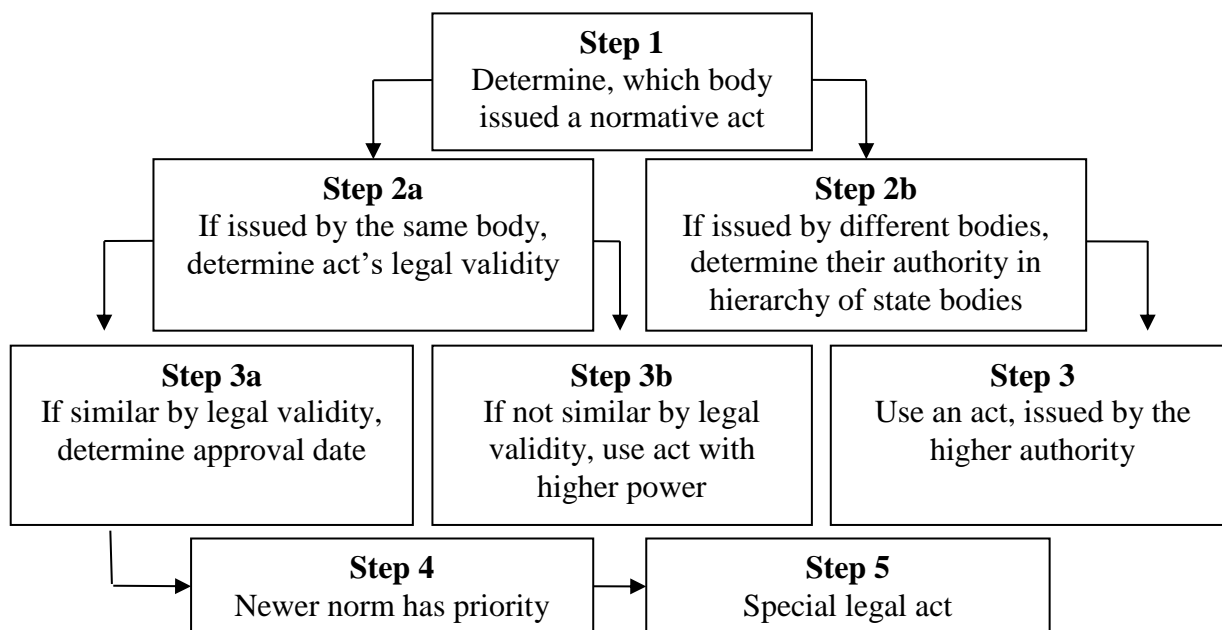 Step 1
Determine, which body
issued a normative act
Step 2a
If issued by the same body,
determine act’s legal validity
Step 2b
If issued by different bodies,
determine their authority in
hierarchy of state bodies
Step 3a
If similar by legal validity,
determine approval date
Step 3b
If not similar by legal
validity, use act with
higher power
Step 3
Use an act, issued by the
higher authority
Step 4
Newer norm has priority
Step 5
Special legal act